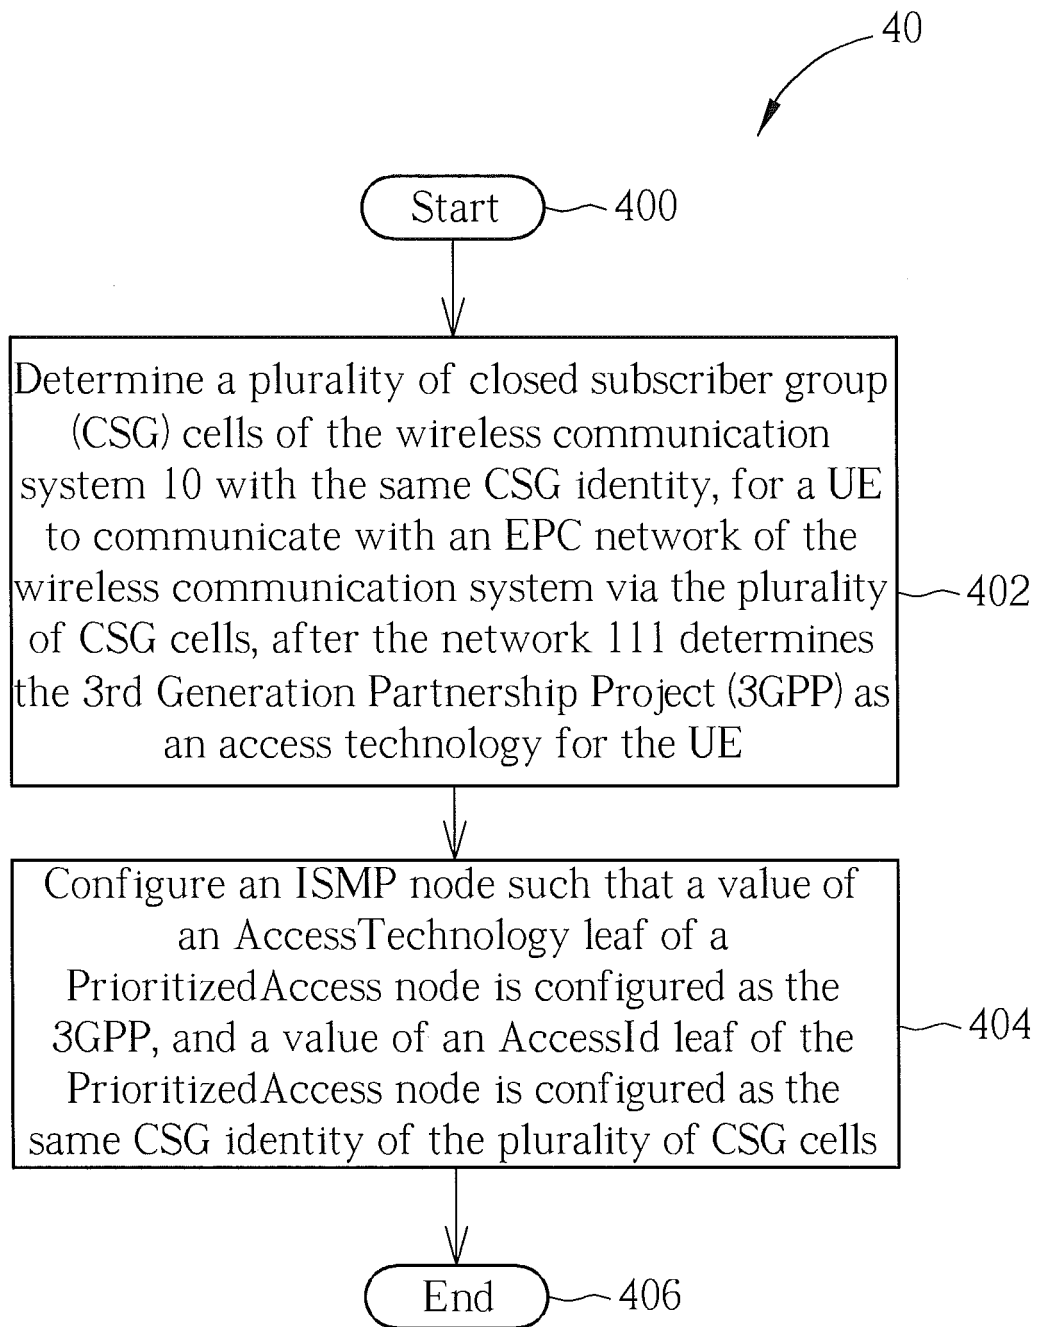 40
Start
400
Determine a plurality of closed subscriber group
(CSG) cells of the wireless communication
system 10 with the same CSG identity, for a UE
to communicate with an EPC network of the
wireless communication system via the plurality
of CSG cells, after the network 111 determines
the 3rd Generation Partnership Project (3GPP) as
an access technology for the UE
402
Configure an ISMP node such that a value of
an AccessTechnology leaf of a
PrioritizedAccess node is configured as the
3GPP, and a value of an AccessId leaf of the
PrioritizedAccess node is configured as the
same CSG identity of the plurality of CSG cells
404
End
406